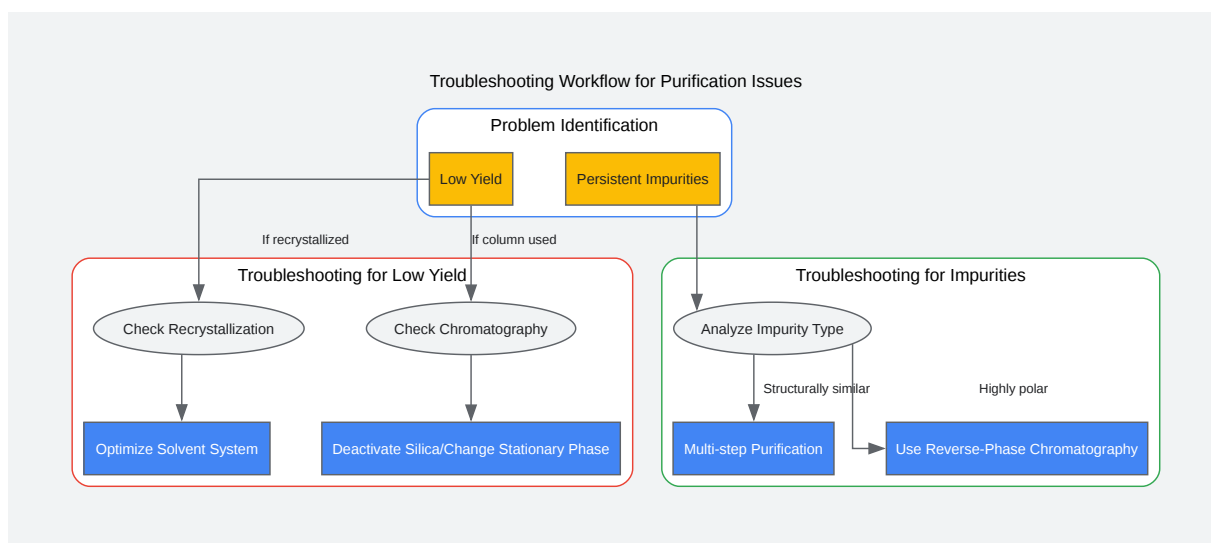 Troubleshooting Workflow for Purification Issues
Problem Identification
Low Yield
Persistent Impurities
If recrystallized
If column used
Troubleshooting for Low Yield
Troubleshooting for Impurities
Check Recrystallization
Check Chromatography
Analyze Impurity Type
Structurally similar
Highly polar
Optimize Solvent System
Deactivate Silica/Change Stationary Phase
Multi-step Purification
Use Reverse-Phase Chromatography